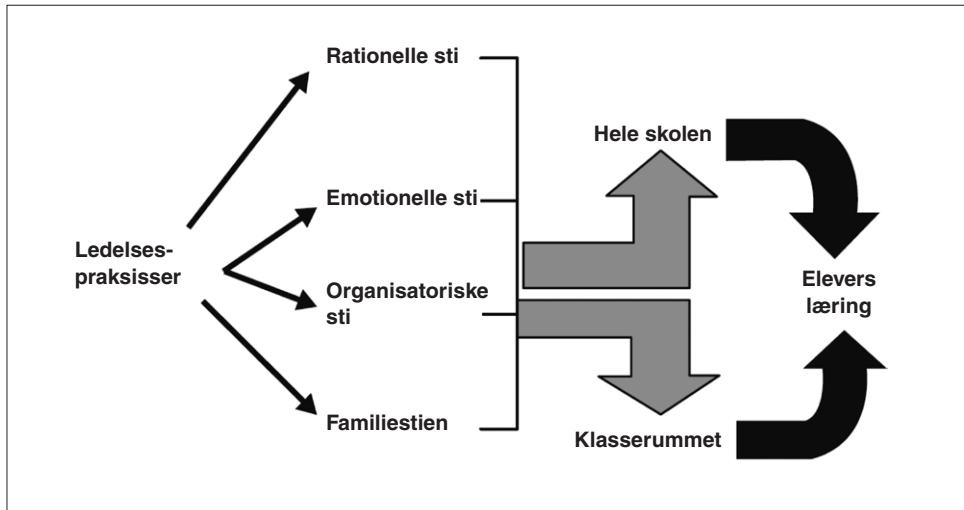 Rationelle sti
Hele skolen
Emotionelle sti
Ledelses-
praksisser
Organisatoriske
sti
Elevers
læring
Familiestien
Klasserummet